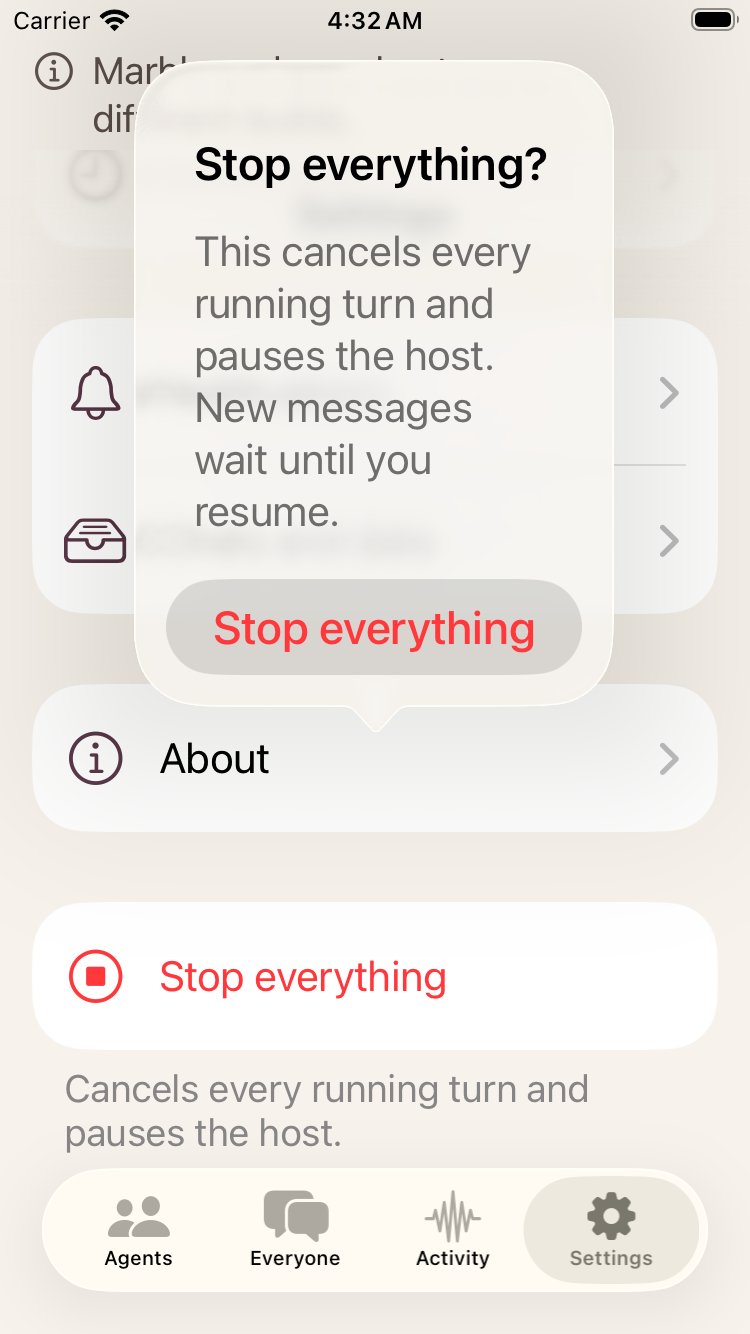 Carrier
4:32 AM
Stop everything?
This cancels every
running turn and
pauses the host.
New messages
wait until you
resume.
Stop everything
About
Stop everything
Cancels every running turn and
pauses the host.
Agents
Everyone
Activity
Settings